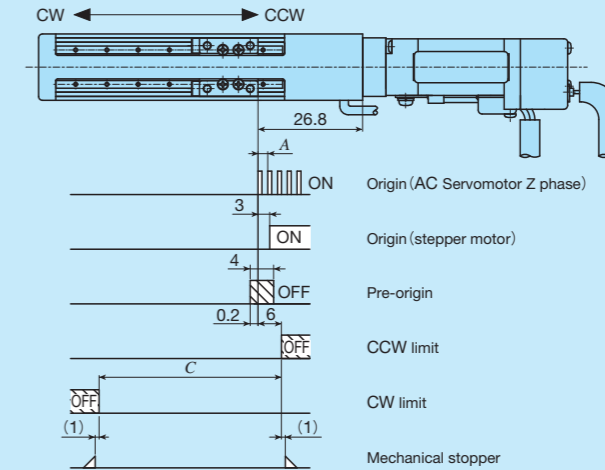 CW CCW
26.8
A
ON Origin (AC Servomotor Z phase)
3
ON Origin (stepper motor)
4
OFF Pre-origin
0.2 6
OFF CCW limit
C
OFF CW limit
(1) (1)
Mechanical stopper